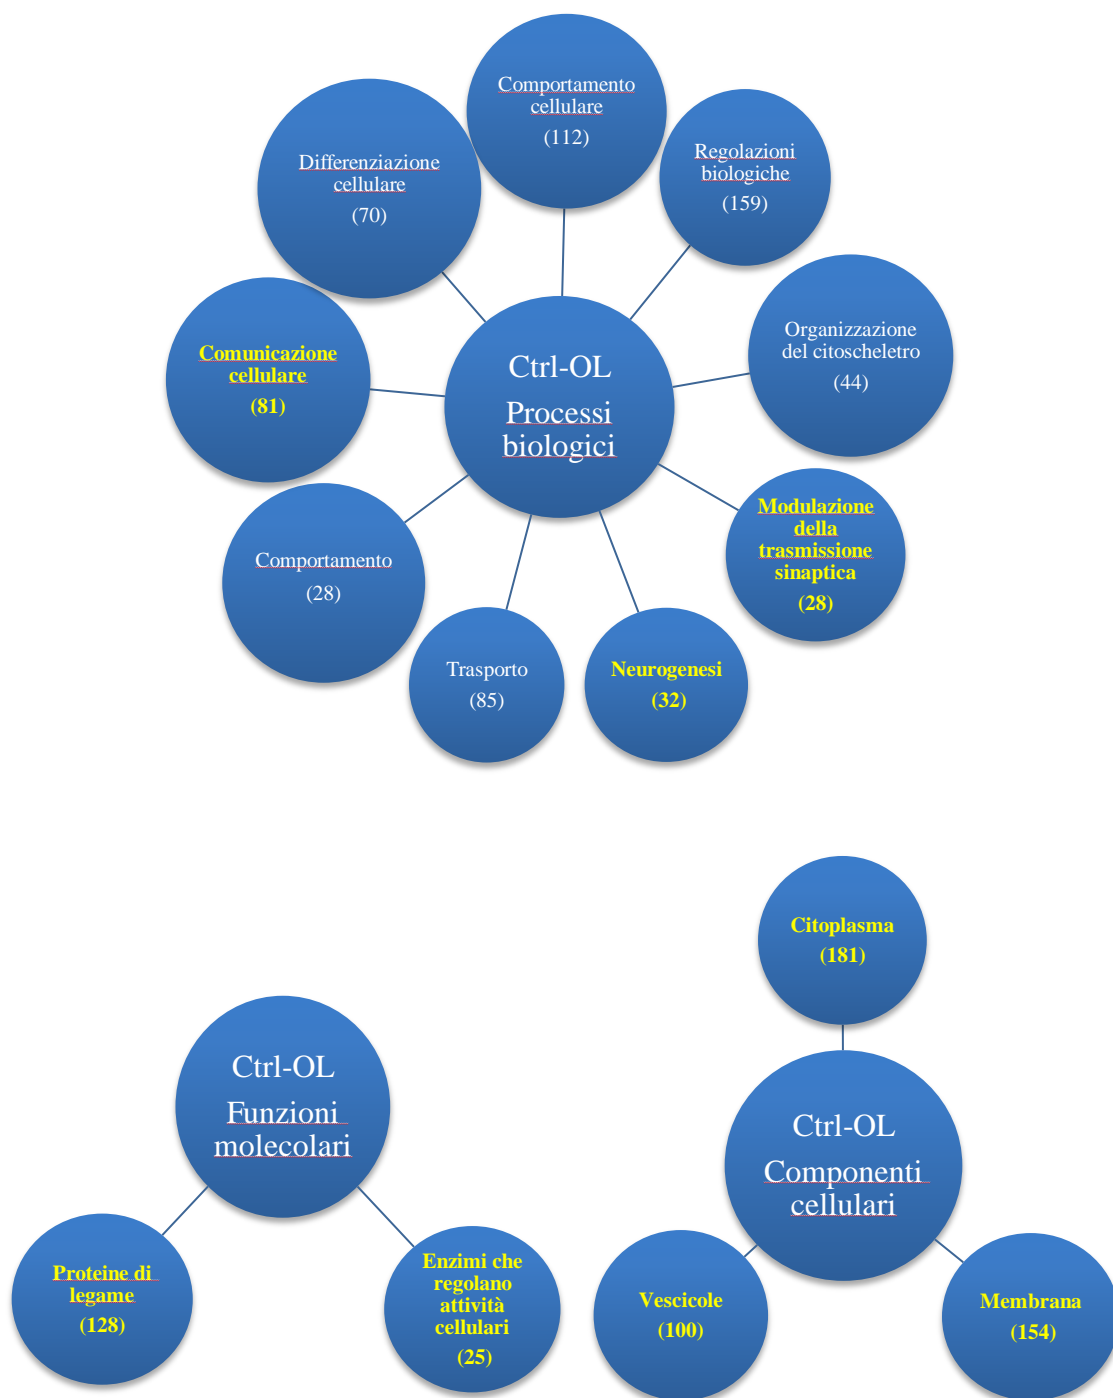 Comportamento
cellulare
(112)
Differenziazione
cellulare
(70)
Regolazioni
biologiche
(159)
Comunicazione
cellulare
(81)
Ctrl-OL
Processi
biologici
Organizzazione
del citoscheletro
(44)
Comportamento
(28)
Modulazione
della
trasmissione
sinaptica
(28)
Trasporto
(85)
Neurogenesi
(32)
Citoplasma
(181)
Ctrl-OL
Funzioni
molecolari
Ctrl-OL
Componenti
cellulari
Proteine di
legame
(128)
Enzimi che
regolano
attività
cellulari
(25)
Vescicole
(100)
Membrana
(154)